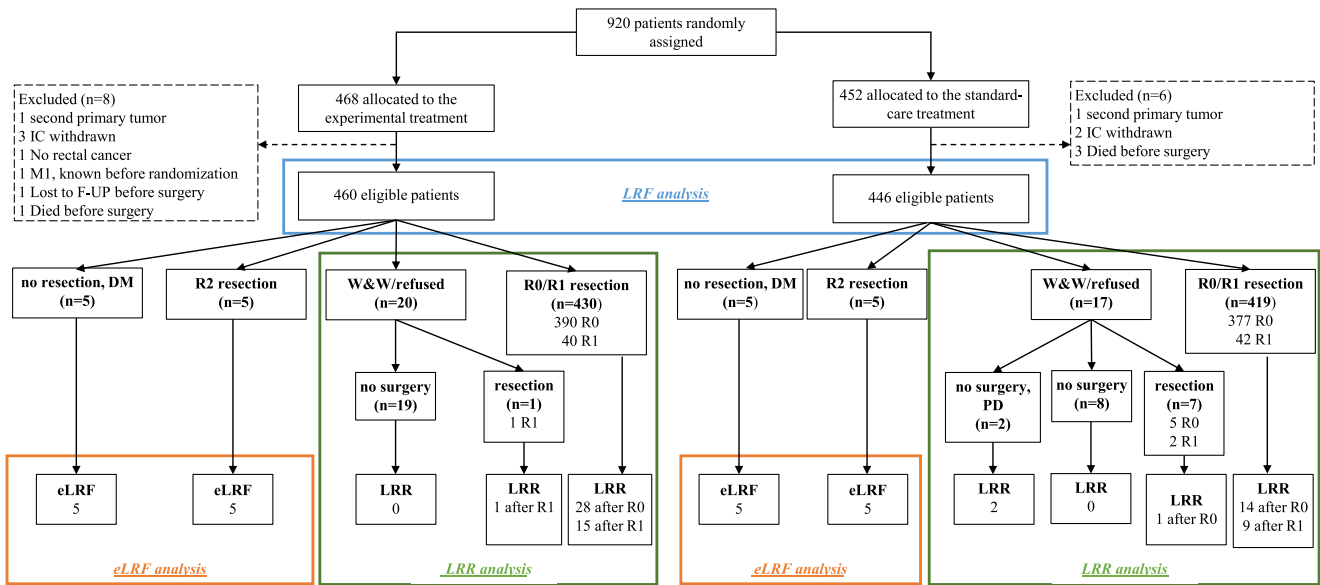 920 patients randomly
assigned
Excluded (n=8)
1 second primary tumor
3 IC withdrawn
1 No rectal cancer
1 M1, known before randomization
1 Lost to F-UP before surgery
1 Died before surgery
468 allocated to the
experimental treatment
452 allocated to the standard-
care treatment
Excluded (n=6)
1 second primary tumor
2 IC withdrawn
3 Died before surgery
460 eligible patients
LRF analysis
446 eligible patients
no resection, DM
(n=5)
R2 resection
(n=5)
W&W/refused
(n=20)
R0/R1 resection
(n=430)
390 R0
40 R1
no resection, DM
(n=5)
R2 resection
(n=5)
W&W/refused
(n=17)
R0/R1 resection
(n=419)
377 R0
42 R1
no surgery
(n=19)
resection
(n=1)
1 R1
no surgery,
PD
(n=2)
no surgery
(n=8)
resection
(n=7)
5 R0
2 R1
eLRF
5
eLRF
5
LRR
0
LRR
1 after R1
LRR
28 after R0
15 after R1
eLRF
5
eLRF
5
LRR
2
LRR
0
LRR
1 after R0
LRR
14 after R0
9 after R1
eLRF analysis
LRR analysis
eLRF analysis
LRR analysis